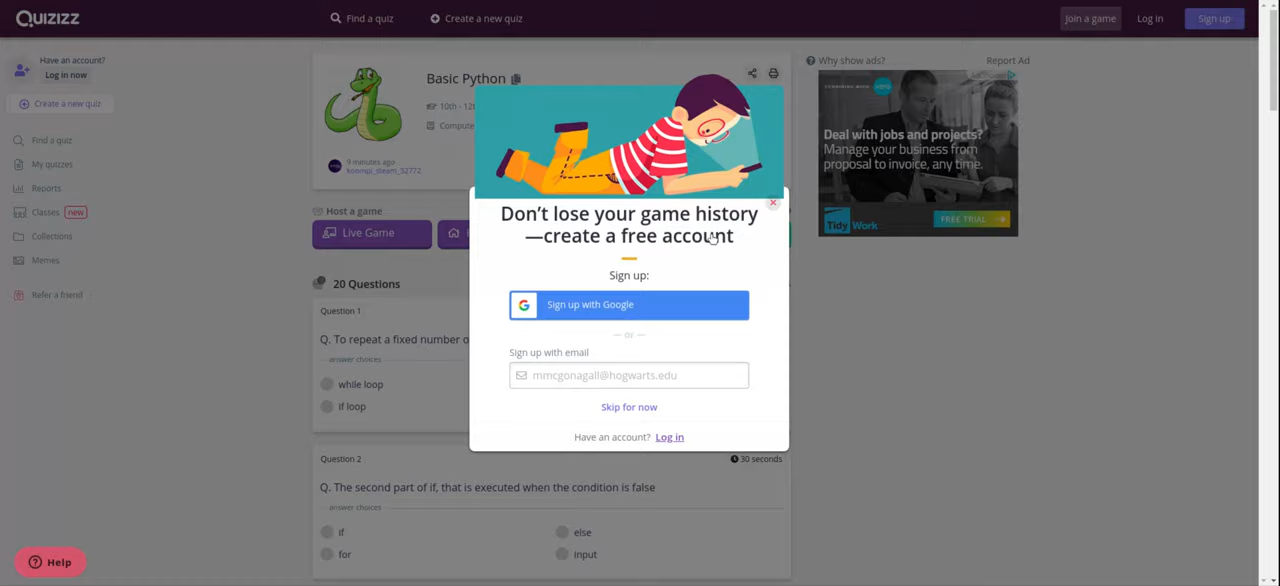 Quizizz
Find a quiz
Create a new quiz
Join a game
Log in
Sign up
Have an account?
Log in now
Create a new quiz
Find a quiz
My quizzes
Reports
Classes new
Collections
Memes
Refer a friend
Help
Basic Python
10th - 12t
Compute
9 minutes ago
koompi_steam_52772
Host a game
Live Game
20 Questions
Question 1
Q. To repeat a fixed number o
answer choices
while loop
if loop
Question 2
30 seconds
Q. The second part of if, that is executed when the condition is false
answer choices
if
else
for
input
Don't lose your game history
—create a free account
Sign up:
Sign up with Google
— or —
Sign up with email
mmcgonagall@hogwarts.edu
Skip for now
Have an account? Log in
Why show ads?
Report Ad
xero
Deal with jobs and projects?
Manage your business from
proposal to invoice, any time.
Tidy Work
FREE TRIAL